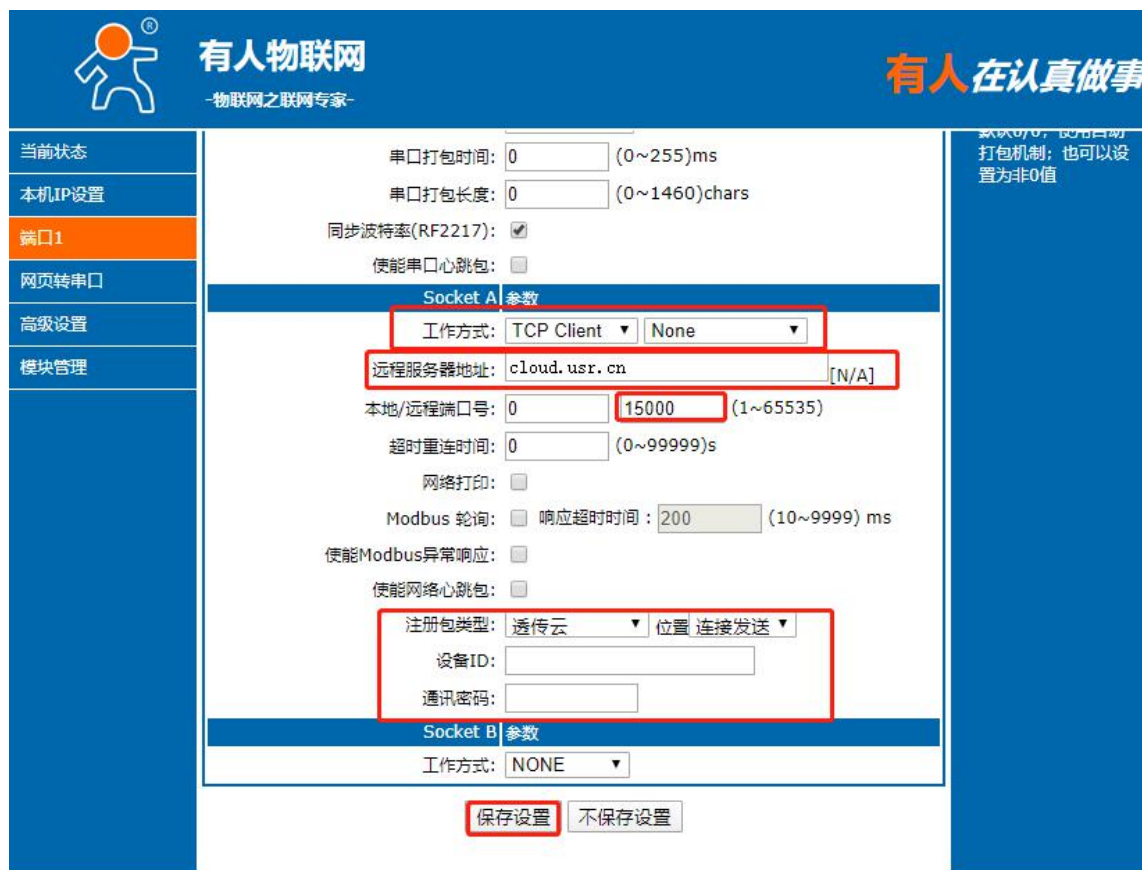 ®
有人物联网
-物联网之联网专家-
有人在认真做事
当前状态
本机IP设置
端口1
网页转串口
高级设置
模块管理
串口打包时间: 0 (0~255)ms
串口打包长度: 0 (0~1460)chars
同步波特率(RF2217):
使能串口心跳包:
Socket A 参数
工作方式: TCP Client None
远程服务器地址: cloud.usr.cn [N/A]
本地/远程端口号: 0 15000 (1~65535)
超时重连时间: 0 (0~99999)s
网络打印:
Modbus 轮询: 响应超时时间: 200 (10~9999) ms
使能Modbus异常响应:
使能网络心跳包:
注册包类型: 透传云 位置 连接发送
设备ID:
通讯密码:
Socket B 参数
工作方式: NONE
保存设置 不保存设置
默认0/0, 使用自动
打包机制; 也可以设
置为非0值